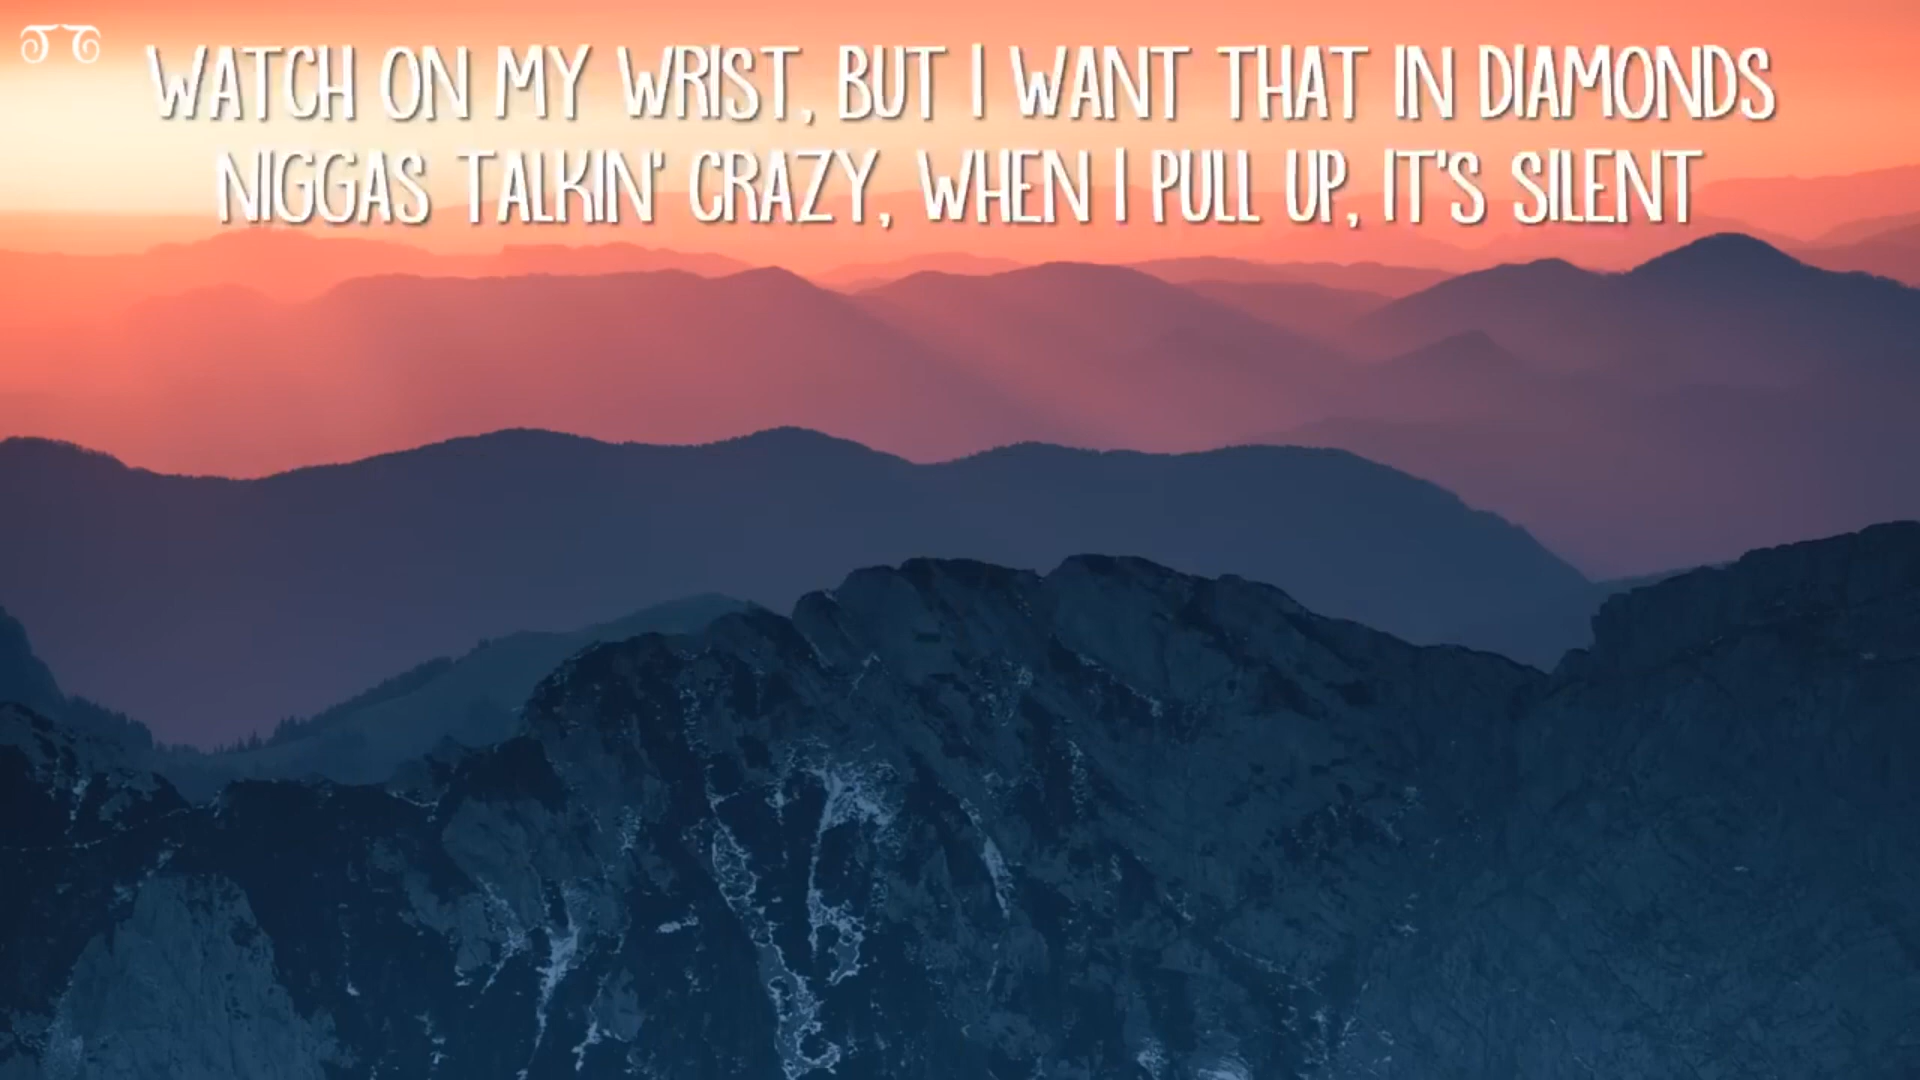 WATCH ON MY WRIST, BUT I WANT THAT IN DIAMONDS
NIGGAS TALKIN' CRAZY, WHEN I PULL UP, IT'S SILENT